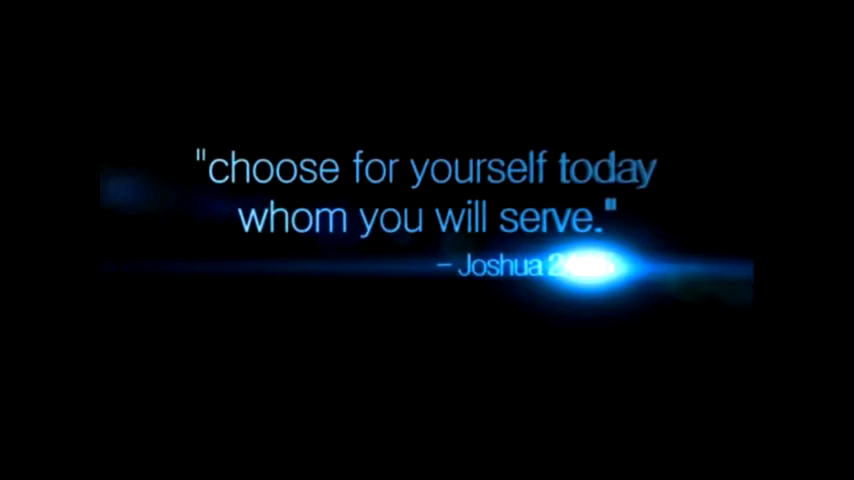 "choose for yourself today
whom you will serve."
– Joshua